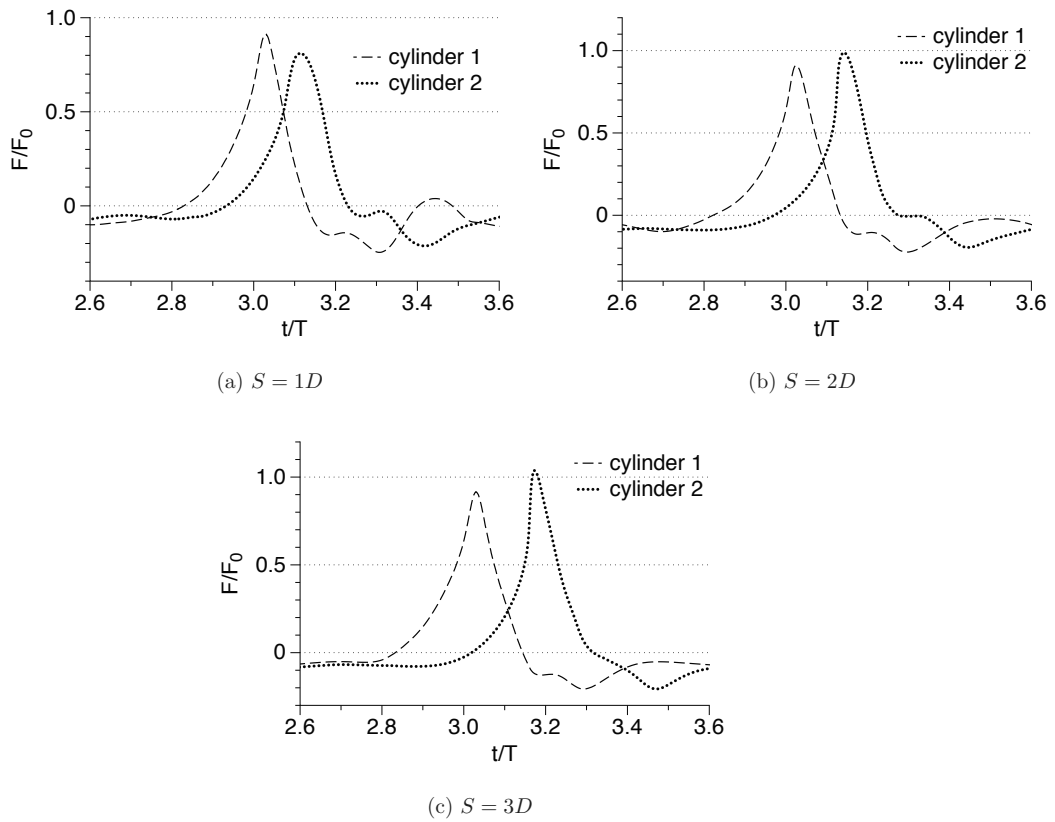 1.0
0.5
0
F/F0
cylinder 1
cylinder 2
2.6 2.8 3.0 3.2 3.4 3.6
t/T
(a) S = 1D
1.0
0.5
0
F/F0
cylinder 1
cylinder 2
2.6 2.8 3.0 3.2 3.4 3.6
t/T
(b) S = 2D
1.0
0.5
0
F/F0
cylinder 1
cylinder 2
2.6 2.8 3.0 3.2 3.4 3.6
t/T
(c) S = 3D